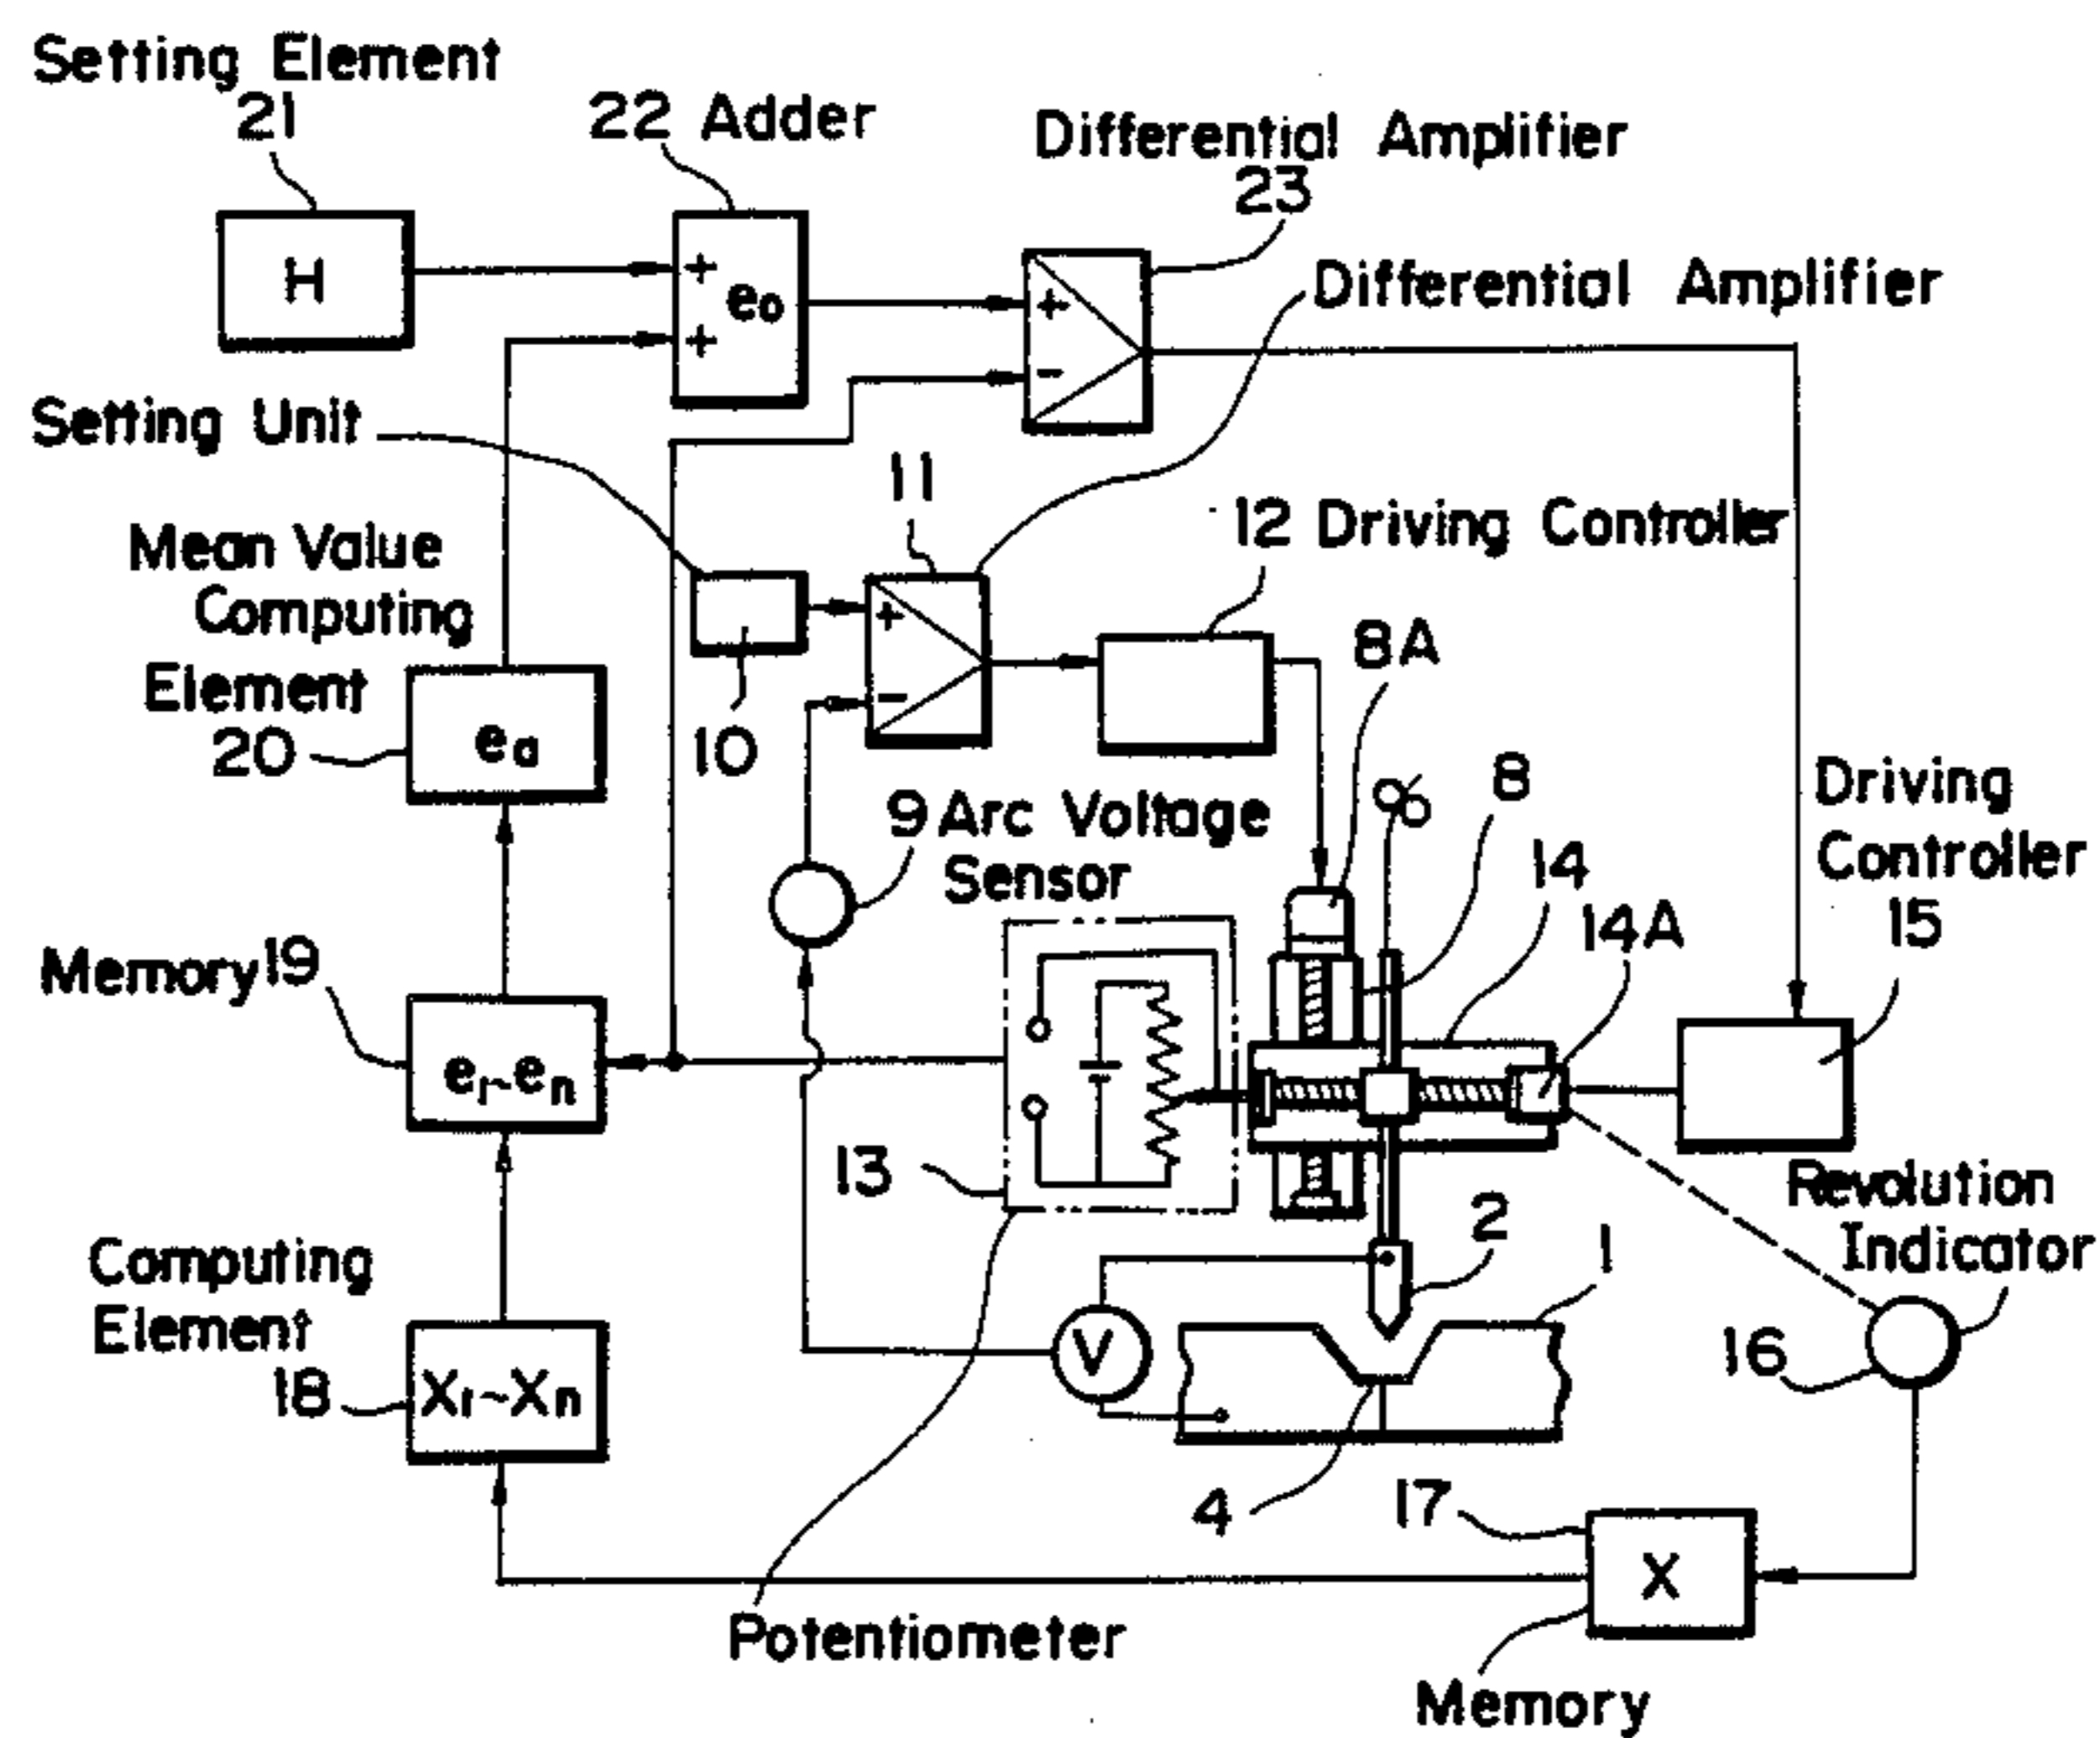 Setting Element
21
22 Adder
Differential Amplifier
23
H
+
+
eo
+
-
Differential Amplifier
Setting Unit
11
12 Driving Controller
Mean Value
Computing
Element
20
ea
10
+
-
8A
8
9 Arc Voltage
Sensor
14
14A
Driving
Controller
15
Memory 19
e1~en
13
Revolution
Indicator
2
1
Computing
Element
18
X1~Xn
V
16
4
17
X
Potentiometer
Memory